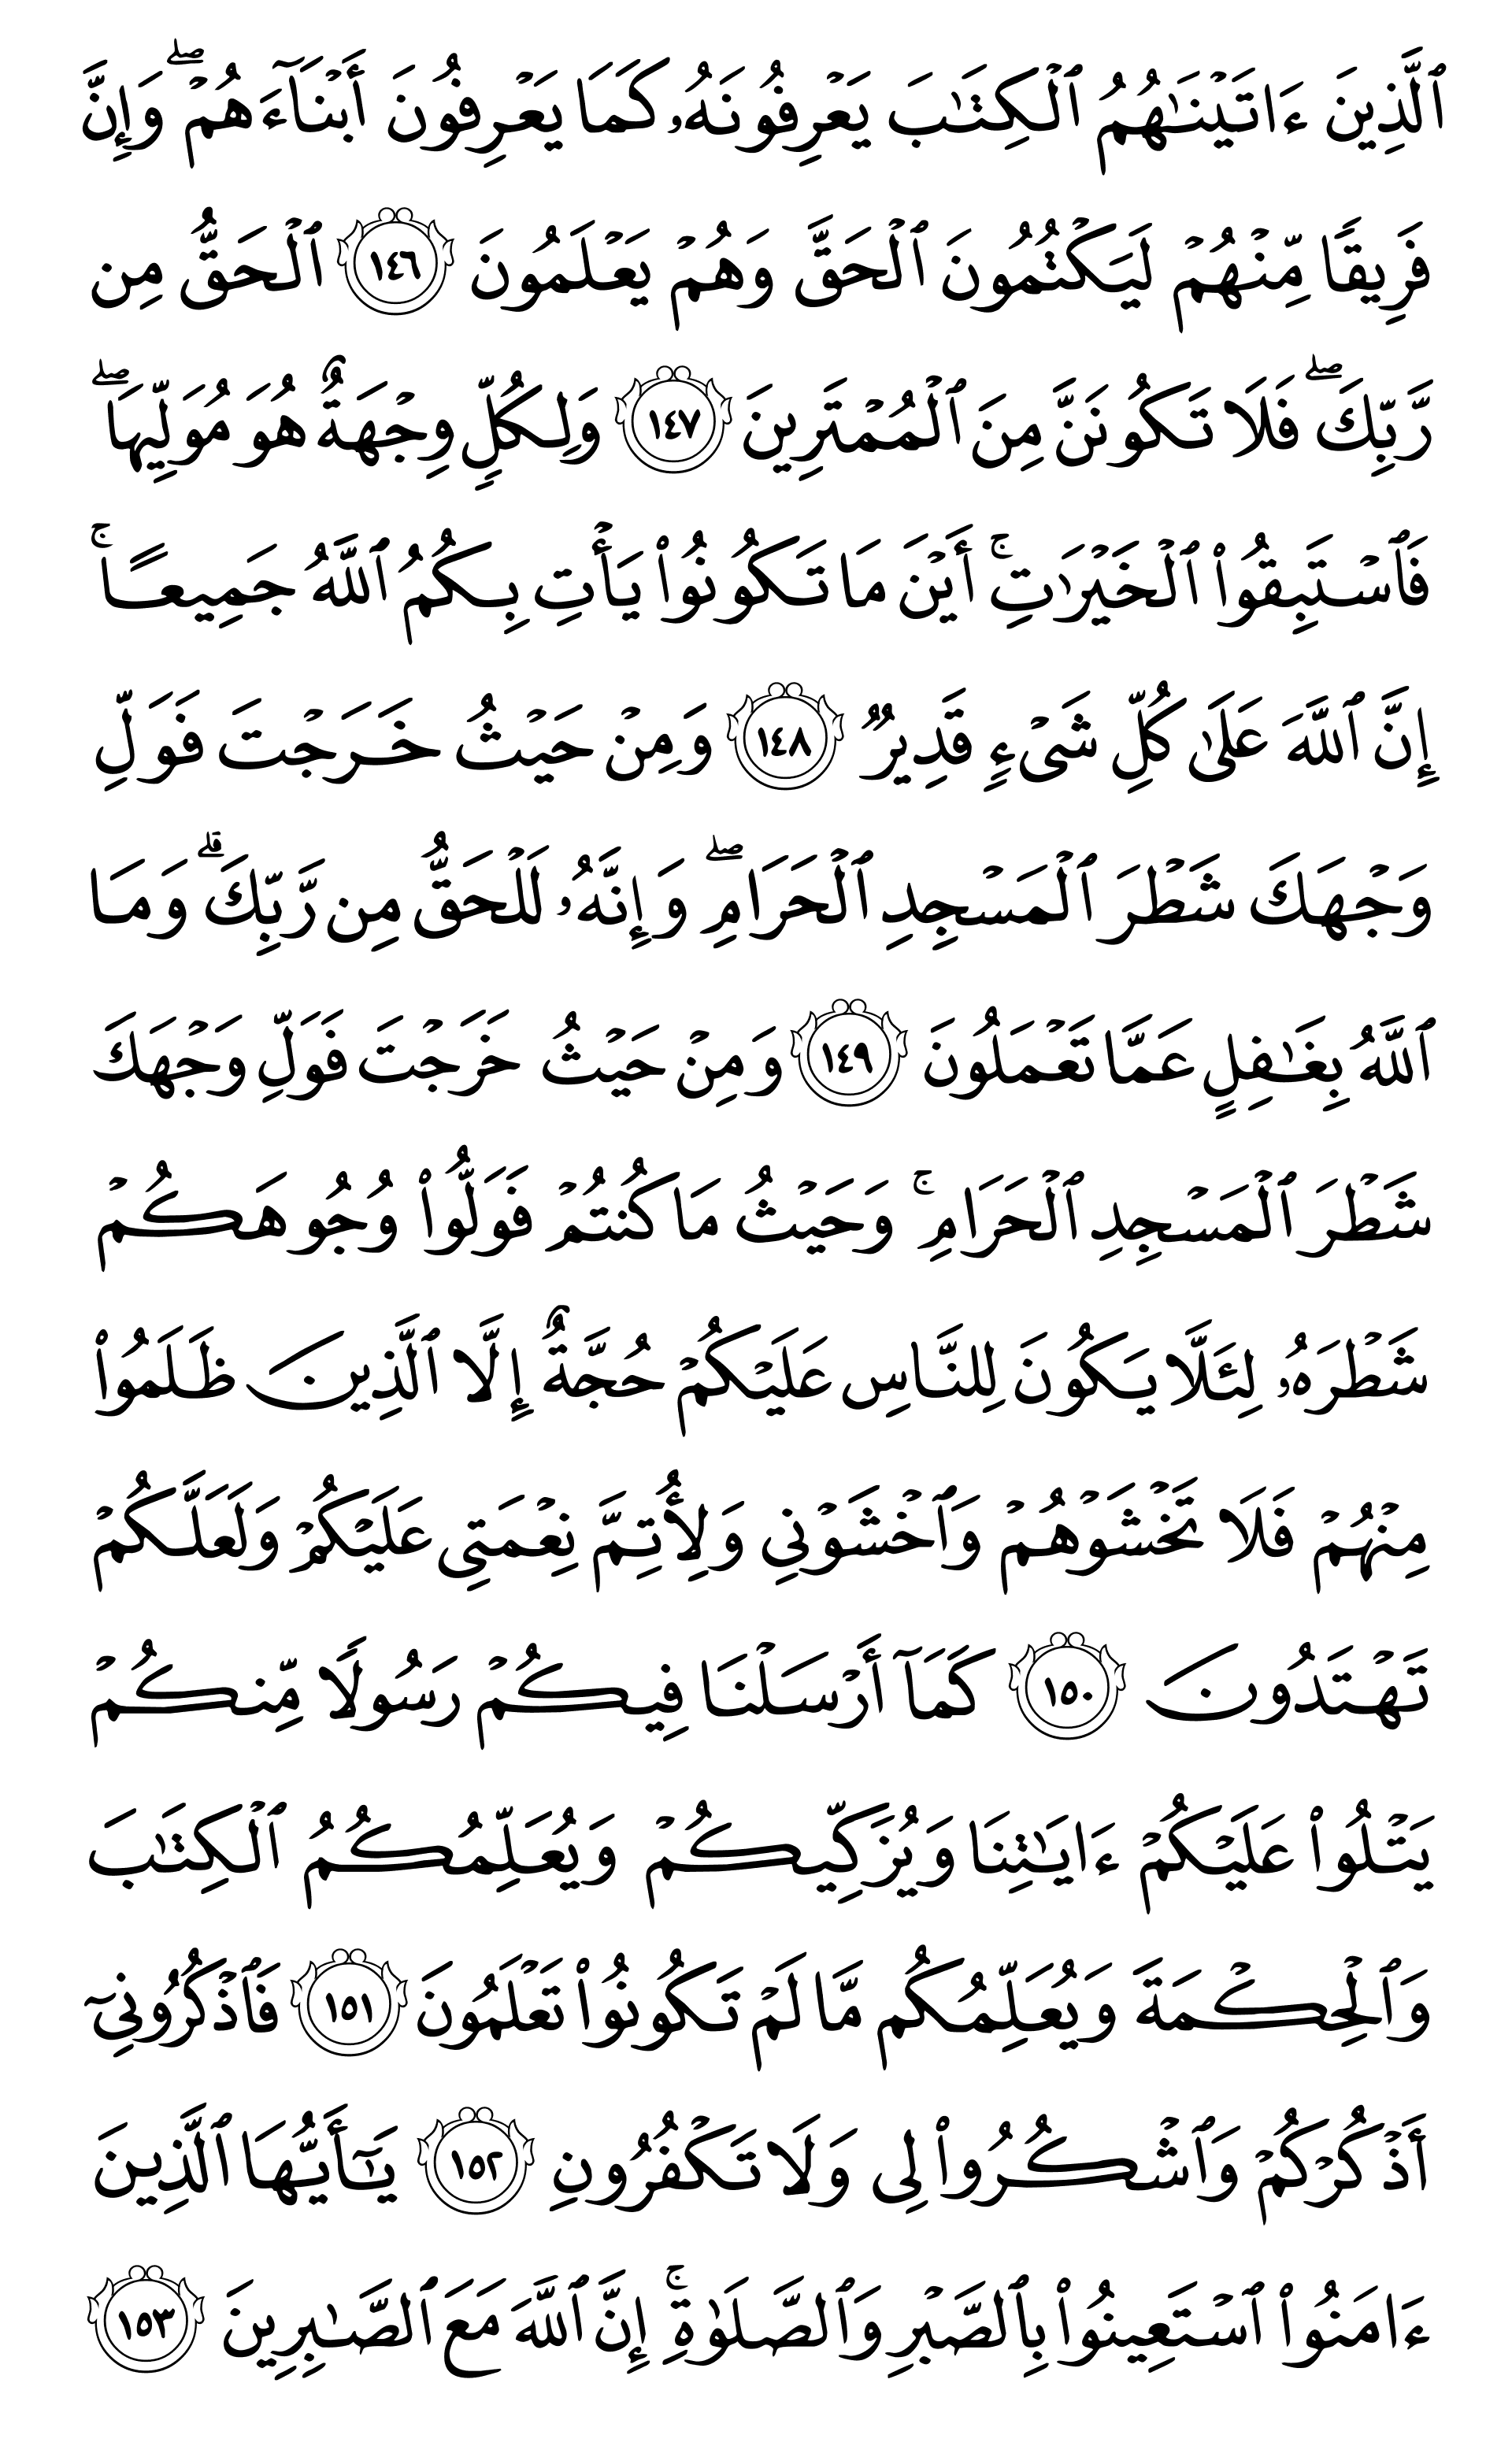 ٱلَّذِينَ ءَاتَيْنَٰهُمُ ٱلْكِتَٰبَ يَعْرِفُونَهُۥ كَمَا يَعْرِفُونَ أَبْنَآءَهُمْ ۖ وَإِنَّ
فَرِيقًا مِّنْهُمْ لَيَكْتُمُونَ ٱلْحَقَّ وَهُمْ يَعْلَمُونَ ١٤٦ ٱلْحَقُّ مِن
رَّبِّكَ ۖ فَلَا تَكُونَنَّ مِنَ ٱلْمُمْتَرِينَ ١٤٧ وَلِكُلٍّ وِجْهَةٌ هُوَ مُوَلِّيهَا ۖ
فَٱسْتَبِقُوا۟ ٱلْخَيْرَٰتِ ۚ أَيْنَ مَا تَكُونُوا۟ يَأْتِ بِكُمُ ٱللَّهُ جَمِيعًا ۚ
إِنَّ ٱللَّهَ عَلَىٰ كُلِّ شَىْءٍ قَدِيرٌ ١٤٨ وَمِنْ حَيْثُ خَرَجْتَ فَوَلِّ
وَجْهَكَ شَطْرَ ٱلْمَسْجِدِ ٱلْحَرَامِ ۖ وَإِنَّهُۥ لَلْحَقُّ مِن رَّبِّكَ ۗ وَمَا
ٱللَّهُ بِغَٰفِلٍ عَمَّا تَعْمَلُونَ ١٤٩ وَمِنْ حَيْثُ خَرَجْتَ فَوَلِّ وَجْهَكَ
شَطْرَ ٱلْمَسْجِدِ ٱلْحَرَامِ ۚ وَحَيْثُ مَا كُنتُمْ فَوَلُّوا۟ وُجُوهَكُمْ
شَطْرَهُۥ لِئَلَّا يَكُونَ لِلنَّاسِ عَلَيْكُمْ حُجَّةٌ إِلَّا ٱلَّذِينَ ظَلَمُوا۟
مِنْهُمْ فَلَا تَخْشَوْهُمْ وَٱخْشَوْنِى وَلِأُتِمَّ نِعْمَتِى عَلَيْكُمْ وَلَعَلَّكُمْ
تَهْتَدُونَ ١٥٠ كَمَآ أَرْسَلْنَا فِيكُمْ رَسُولًا مِّنكُمْ
يَتْلُوا۟ عَلَيْكُمْ ءَايَٰتِنَا وَيُزَكِّيكُمْ وَيُعَلِّمُكُمُ ٱلْكِتَٰبَ
وَٱلْحِكْمَةَ وَيُعَلِّمُكُم مَّا لَمْ تَكُونُوا۟ تَعْلَمُونَ ١٥١ فَٱذْكُرُونِىٓ
أَذْكُرْكُمْ وَٱشْكُرُوا۟ لِى وَلَا تَكْفُرُونِ ١٥٢ يَٰٓأَيُّهَا ٱلَّذِينَ
ءَامَنُوا۟ ٱسْتَعِينُوا۟ بِٱلصَّبْرِ وَٱلصَّلَوٰةِ ۚ إِنَّ ٱللَّهَ مَعَ ٱلصَّٰبِرِينَ ١٥٣